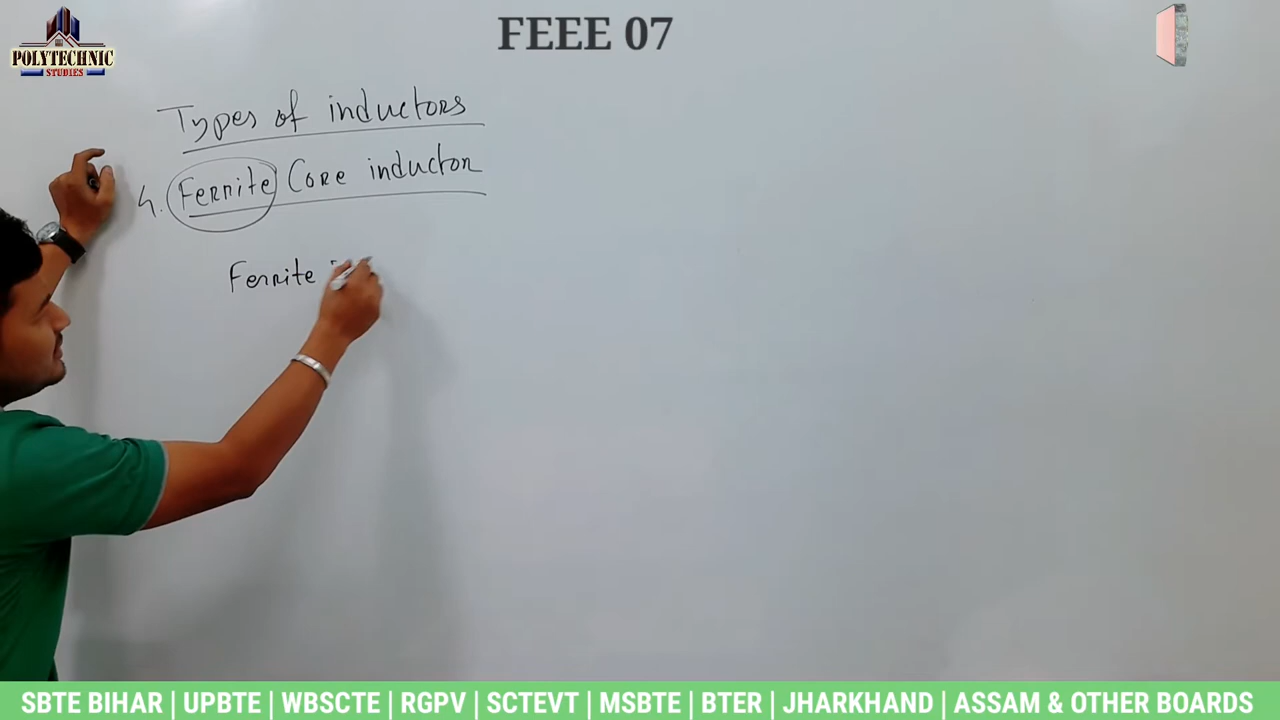 POLYTECHNIC
STUDIES
FEEE 07
Types of inductors
4. Ferrite Core inductor
Ferrite
SBTE BIHAR | UPBTE | WBSCTE | RGPV | SCTEVT | MSBTE | BTER | JHARKHAND | ASSAM & OTHER BOARDS